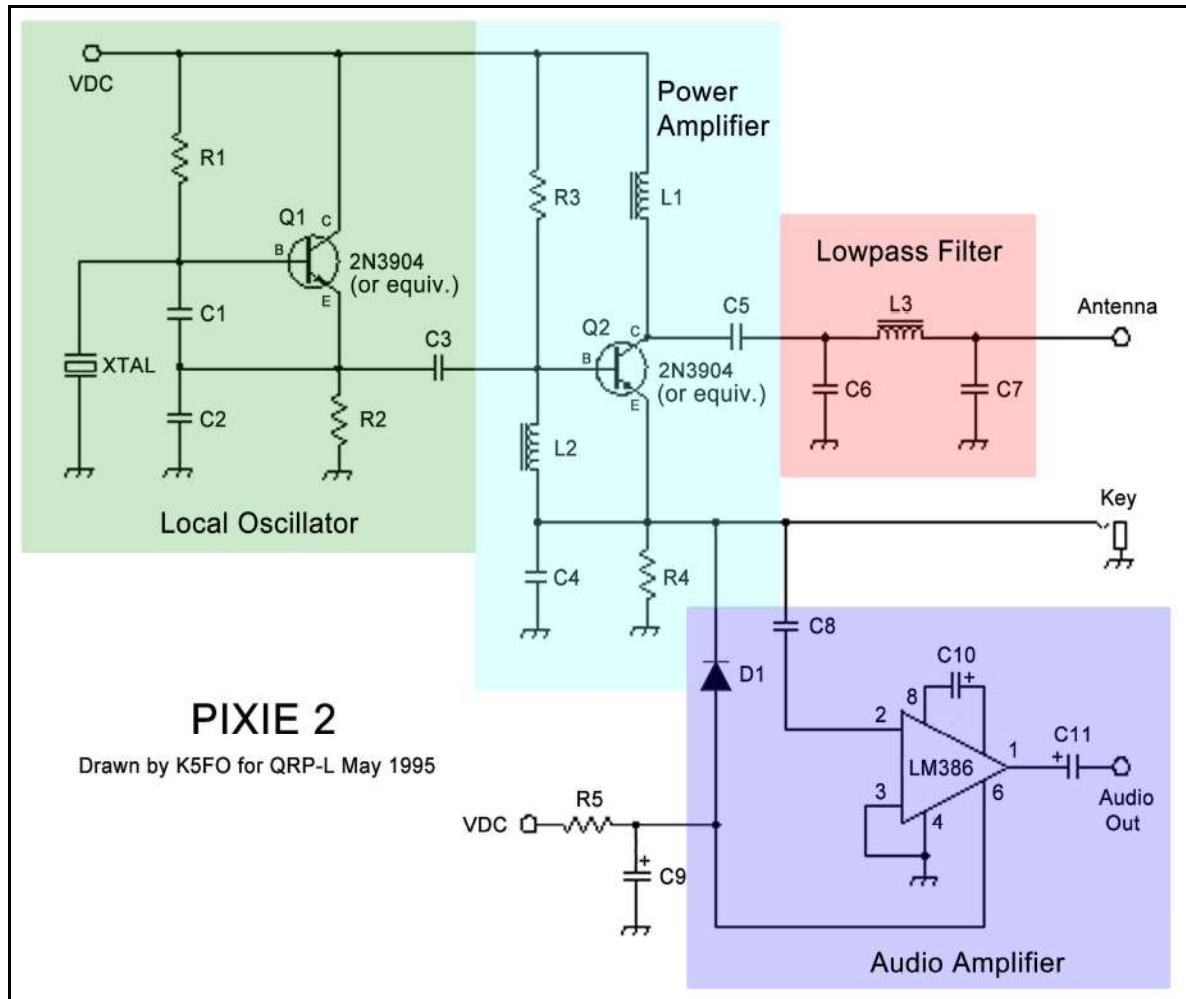 VDC
R1
Q1
C
B
E
2N3904
(or equiv.)
C1
XTAL
C2
R2
C3
Local Oscillator
Power
Amplifier
R3
L1
Q2
C
B
E
2N3904
(or equiv.)
C5
L2
C4
R4
Lowpass Filter
L3
C6
C7
Antenna
Key
C8
D1
C10
+
8
2
LM386
3
4
1
6
C11
+
Audio
Out
PIXIE 2
Drawn by K5FO for QRP-L May 1995
VDC
R5
+
C9
Audio Amplifier